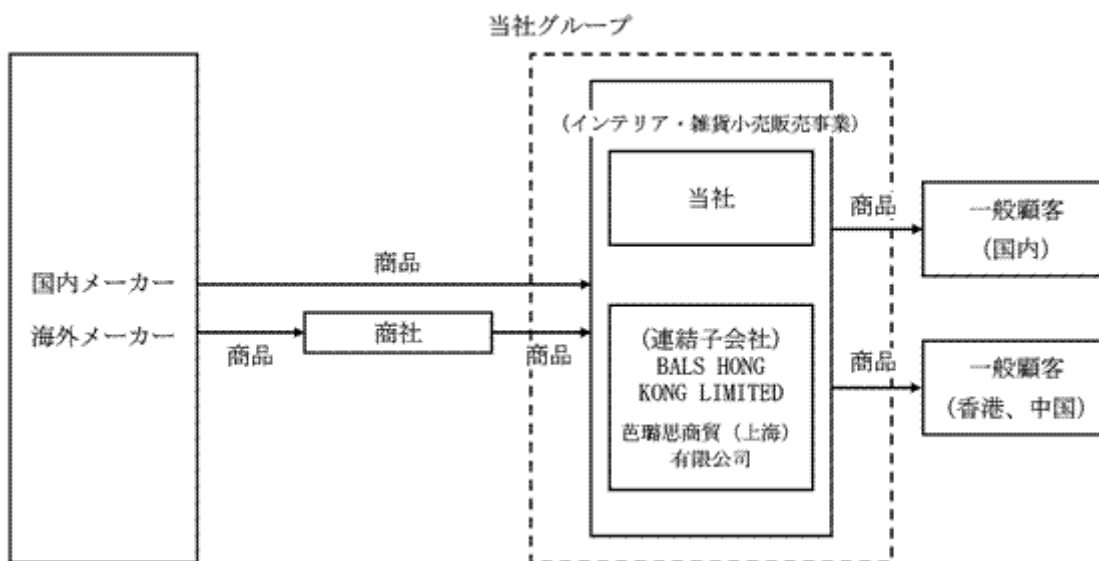 当社グループ
(インテリア・雑貨小売販売事業)
当社
商品
一般顧客
(国内)
商品
国内メーカー
海外メーカー
商品
商社
商品
(連結子会社)
BALS HONG
KONG LIMITED
芭璐思商貿(上海)
有限公司
商品
一般顧客
(香港、中国)